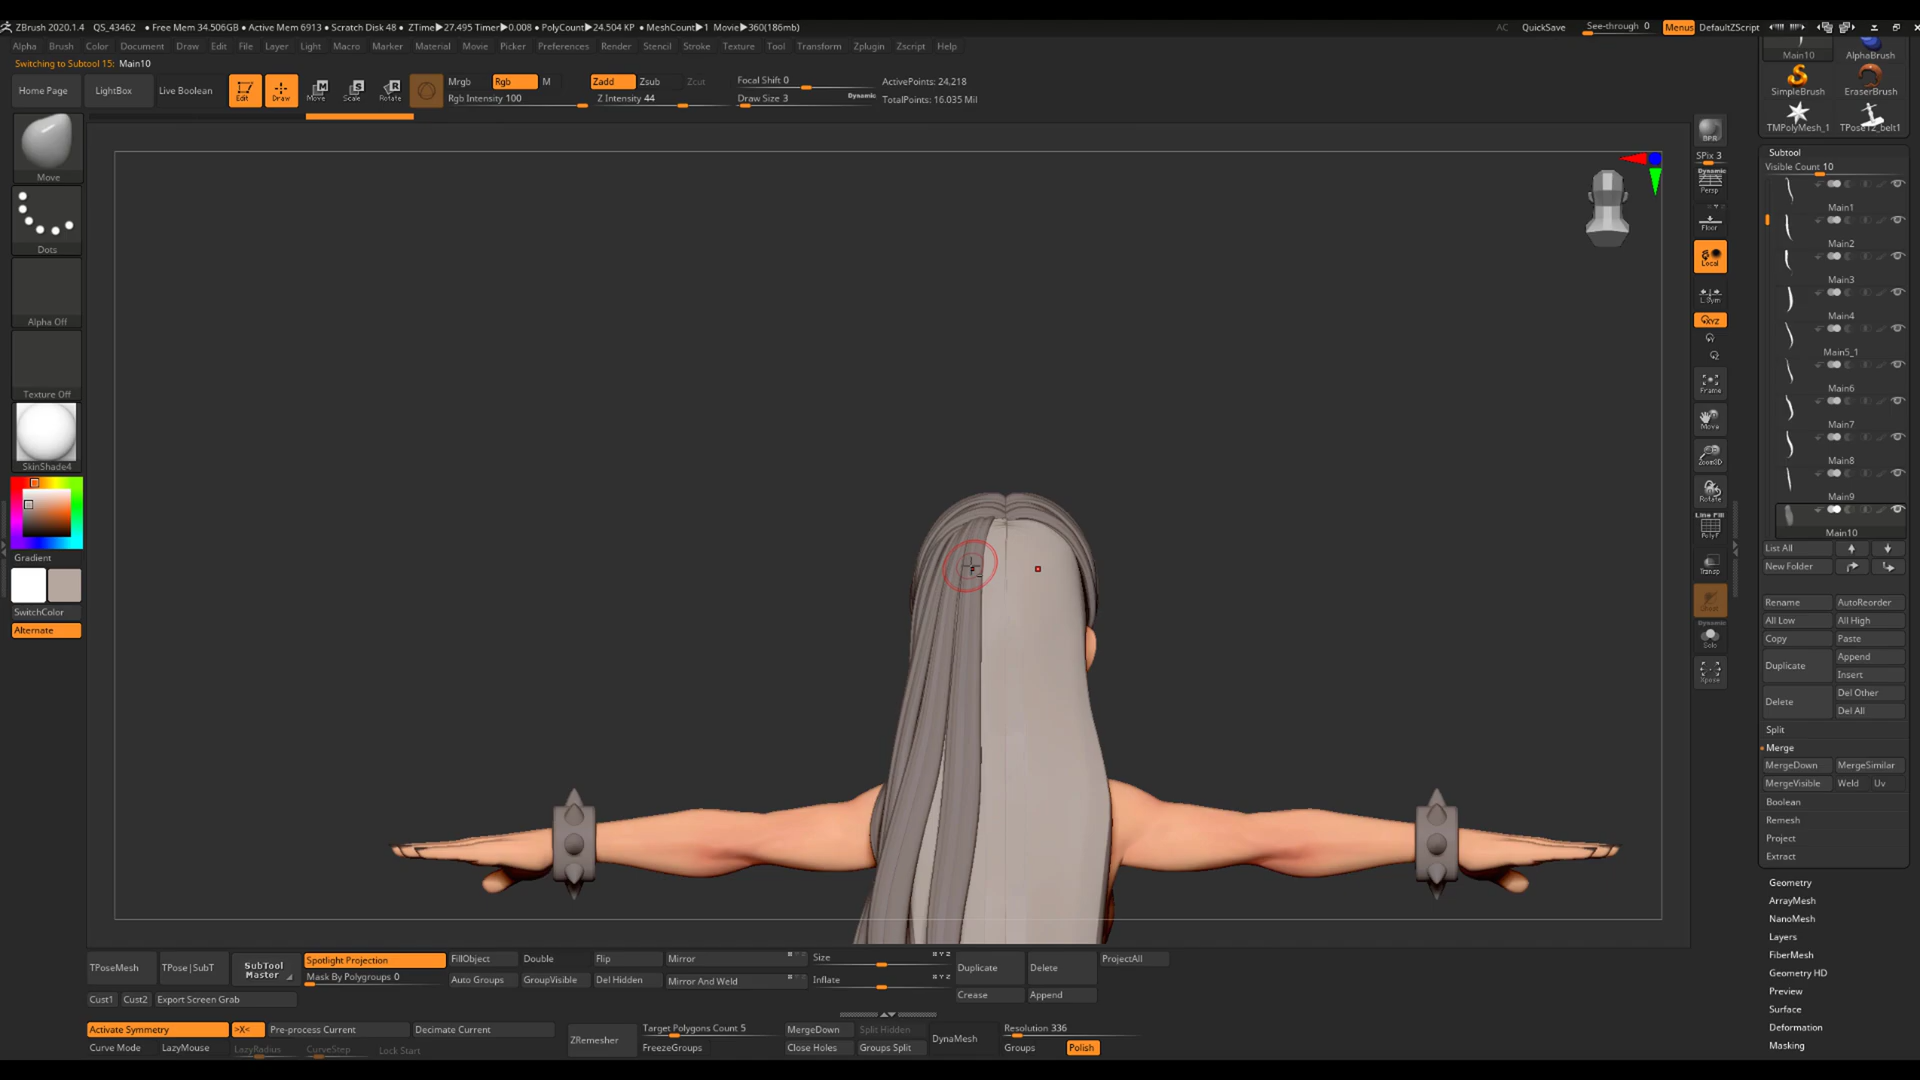 ZBrush 2020.1.4 QS_43462 • Free Mem 34.506GB • Active Mem 6913 • Scratch Disk 48 • ZTime▶27.495 Timer▶0.008 • PolyCount▶24.504 KP • MeshCount▶1 Movie▶360(186mb)
AC QuickSave See-through 0 Menus DefaultZScript
Alpha Brush Color Document Draw Edit File Layer Light Macro Marker Material Movie Picker Preferences Render Stencil Stroke Texture Tool Transform Zplugin Zscript Help
Switching to Subtool 15: Main10
Home Page LightBox Live Boolean Edit Draw Move Scale Rotate
Mrgb Rgb M
Rgb Intensity 100
Zadd Zsub Zcut
Z Intensity 44
Focal Shift 0
Draw Size 3 Dynamic
ActivePoints: 24,218
TotalPoints: 16.035 Mil
Move
Dots
Alpha Off
Texture Off
SkinShade4
Gradient
SwitchColor
Alternate
BPR
SPix 3
Dynamic
Persp
Floor
Local
L.Sym
XYZ
Frame
Move
Zoom3D
Rotate
Line Fill
PolyF
Transp
Ghost
Dynamic
Solo
Xpose
Main10 AlphaBrush
SimpleBrush EraserBrush
TMPolyMesh_1 TPose12_belt1
Subtool
Visible Count 10
Main1
Main2
Main3
Main4
Main5_1
Main6
Main7
Main8
Main9
Main10
List All
New Folder
Rename AutoReorder
All Low All High
Copy Paste
Duplicate Append
Insert
Delete Del Other
Del All
Split
Merge
MergeDown MergeSimilar
MergeVisible Weld Uv
Boolean
Remesh
Project
Extract
Geometry
ArrayMesh
NanoMesh
Layers
FiberMesh
Geometry HD
Preview
Surface
Deformation
Masking
TPoseMesh TPose|SubT SubTool
Master
Spotlight Projection
Mask By Polygroups 0
FillObject Double Flip Mirror Size
Auto Groups GroupVisible Del Hidden Mirror And Weld Inflate
Duplicate Delete ProjectAll
Crease Append
Cust1 Cust2 Export Screen Grab
Activate Symmetry >X< Pre-process Current Decimate Current
Curve Mode LazyMouse LazyRadius CurveStep Lock Start
ZRemesher
Target Polygons Count 5
FreezeGroups
MergeDown Split Hidden
Close Holes Groups Split
DynaMesh
Resolution 336
Groups Polish